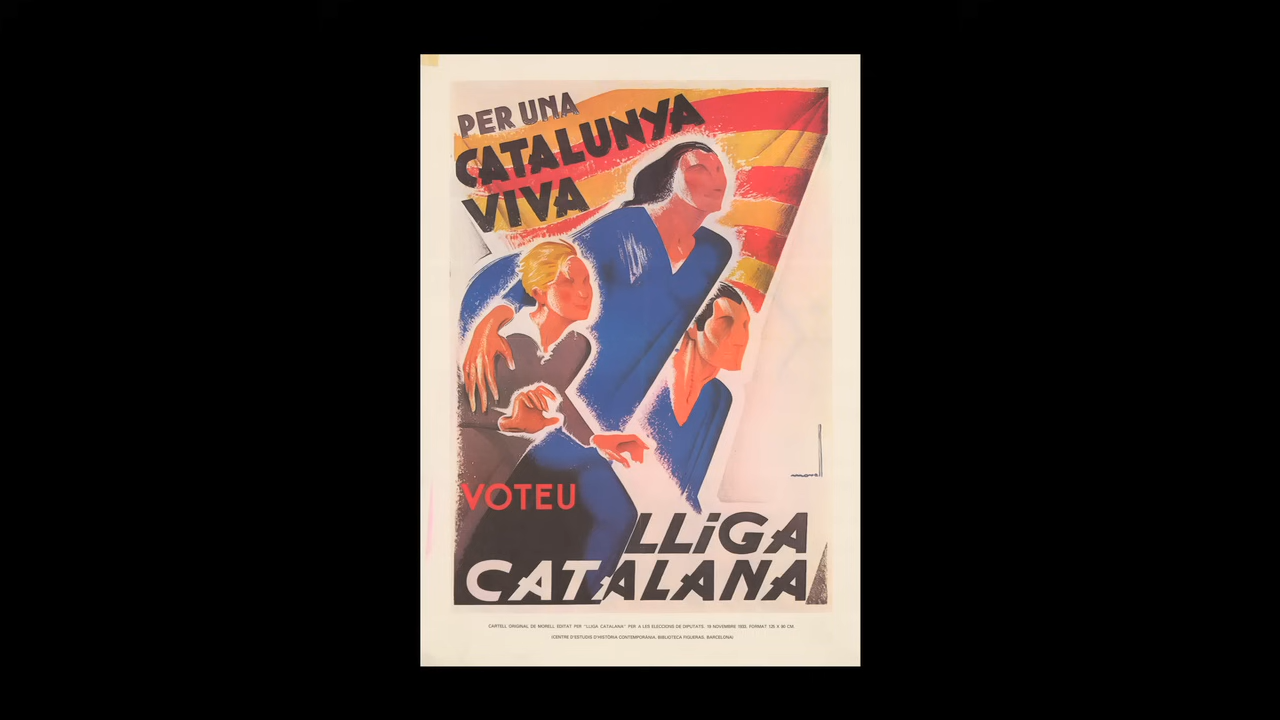 PER UNA
CATALUNYA
VIVA
VOTEU
LLiGA
CATALANA
CARTELL ORIGINAL DE MORELL EDITAT PER "LLIGA CATALANA" PER A LES ELECCIONS DE DIPUTATS. 19 NOVEMBRE 1933. FORMAT 125 X 90 CM.
(CENTRE D'ESTUDIS D'HISTÒRIA CONTEMPORÀNIA. BIBLIOTECA FIGUERAS. BARCELONA)